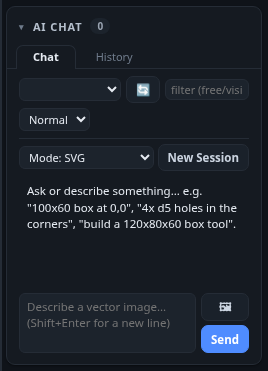 AI CHAT 0
Chat History
filter (free/visi
Normal
Mode: SVG New Session
Ask or describe something... e.g.
"100x60 box at 0,0", "4x d5 holes in the
corners", "build a 120x80x60 box tool".
Describe a vector image...
(Shift+Enter for a new line)
Send